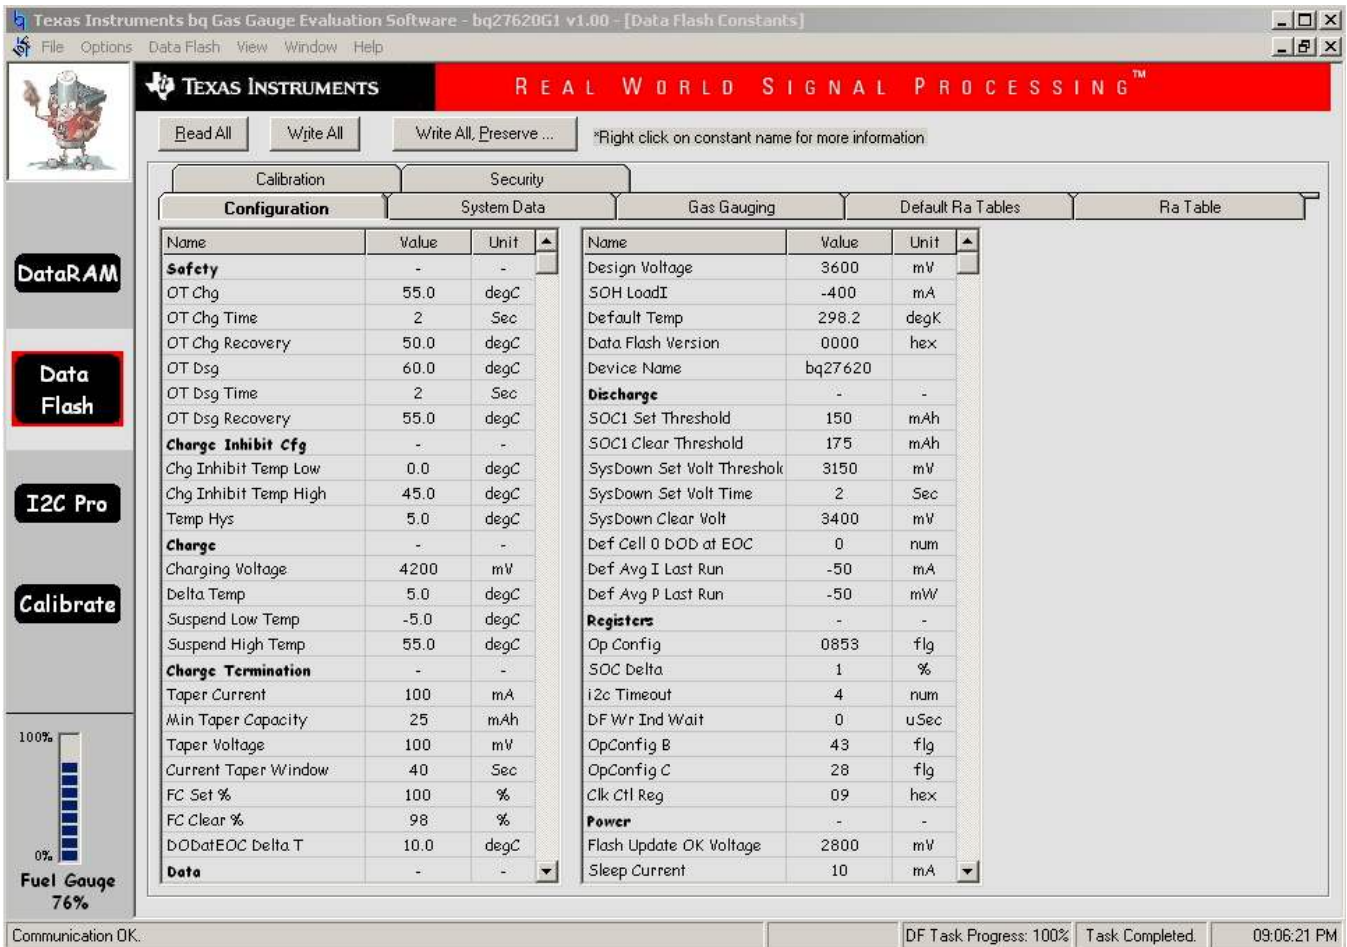 Texas Instruments bq Gas Gauge Evaluation Software - bq27620G1 v1.00 - [Data Flash Constants]
File Options Data Flash View Window Help
TEXAS INSTRUMENTS REAL WORLD SIGNAL PROCESSING™
Read All Write All Write All, Preserve ... *Right click on constant name for more information
Calibration Security
Configuration System Data Gas Gauging Default Ra Tables Ra Table
DataRAM
Data
Flash
I2C Pro
Calibrate
100%
0%
Fuel Gauge
76%
Name Value Unit
Safety - -
OT Chg 55.0 degC
OT Chg Time 2 Sec
OT Chg Recovery 50.0 degC
OT Dsg 60.0 degC
OT Dsg Time 2 Sec
OT Dsg Recovery 55.0 degC
Charge Inhibit Cfg - -
Chg Inhibit Temp Low 0.0 degC
Chg Inhibit Temp High 45.0 degC
Temp Hys 5.0 degC
Charge - -
Charging Voltage 4200 mV
Delta Temp 5.0 degC
Suspend Low Temp -5.0 degC
Suspend High Temp 55.0 degC
Charge Termination - -
Taper Current 100 mA
Min Taper Capacity 25 mAh
Taper Voltage 100 mV
Current Taper Window 40 Sec
FC Set % 100 %
FC Clear % 98 %
DODatEOC Delta T 10.0 degC
Data - -
Name Value Unit
Design Voltage 3600 mV
SOH LoadI -400 mA
Default Temp 298.2 degK
Data Flash Version 0000 hex
Device Name bq27620
Discharge - -
SOC1 Set Threshold 150 mAh
SOC1 Clear Threshold 175 mAh
SysDown Set Volt Threshol 3150 mV
SysDown Set Volt Time 2 Sec
SysDown Clear Volt 3400 mV
Def Cell 0 DOD at EOC 0 num
Def Avg I Last Run -50 mA
Def Avg P Last Run -50 mW
Registers - -
Op Config 0853 flg
SOC Delta 1 %
i2c Timeout 4 num
DF Wr Ind Wait 0 uSec
OpConfig B 43 flg
OpConfig C 28 flg
Clk Ctl Reg 09 hex
Power - -
Flash Update OK Voltage 2800 mV
Sleep Current 10 mA
Communication OK. DF Task Progress: 100% Task Completed. 09:06:21 PM